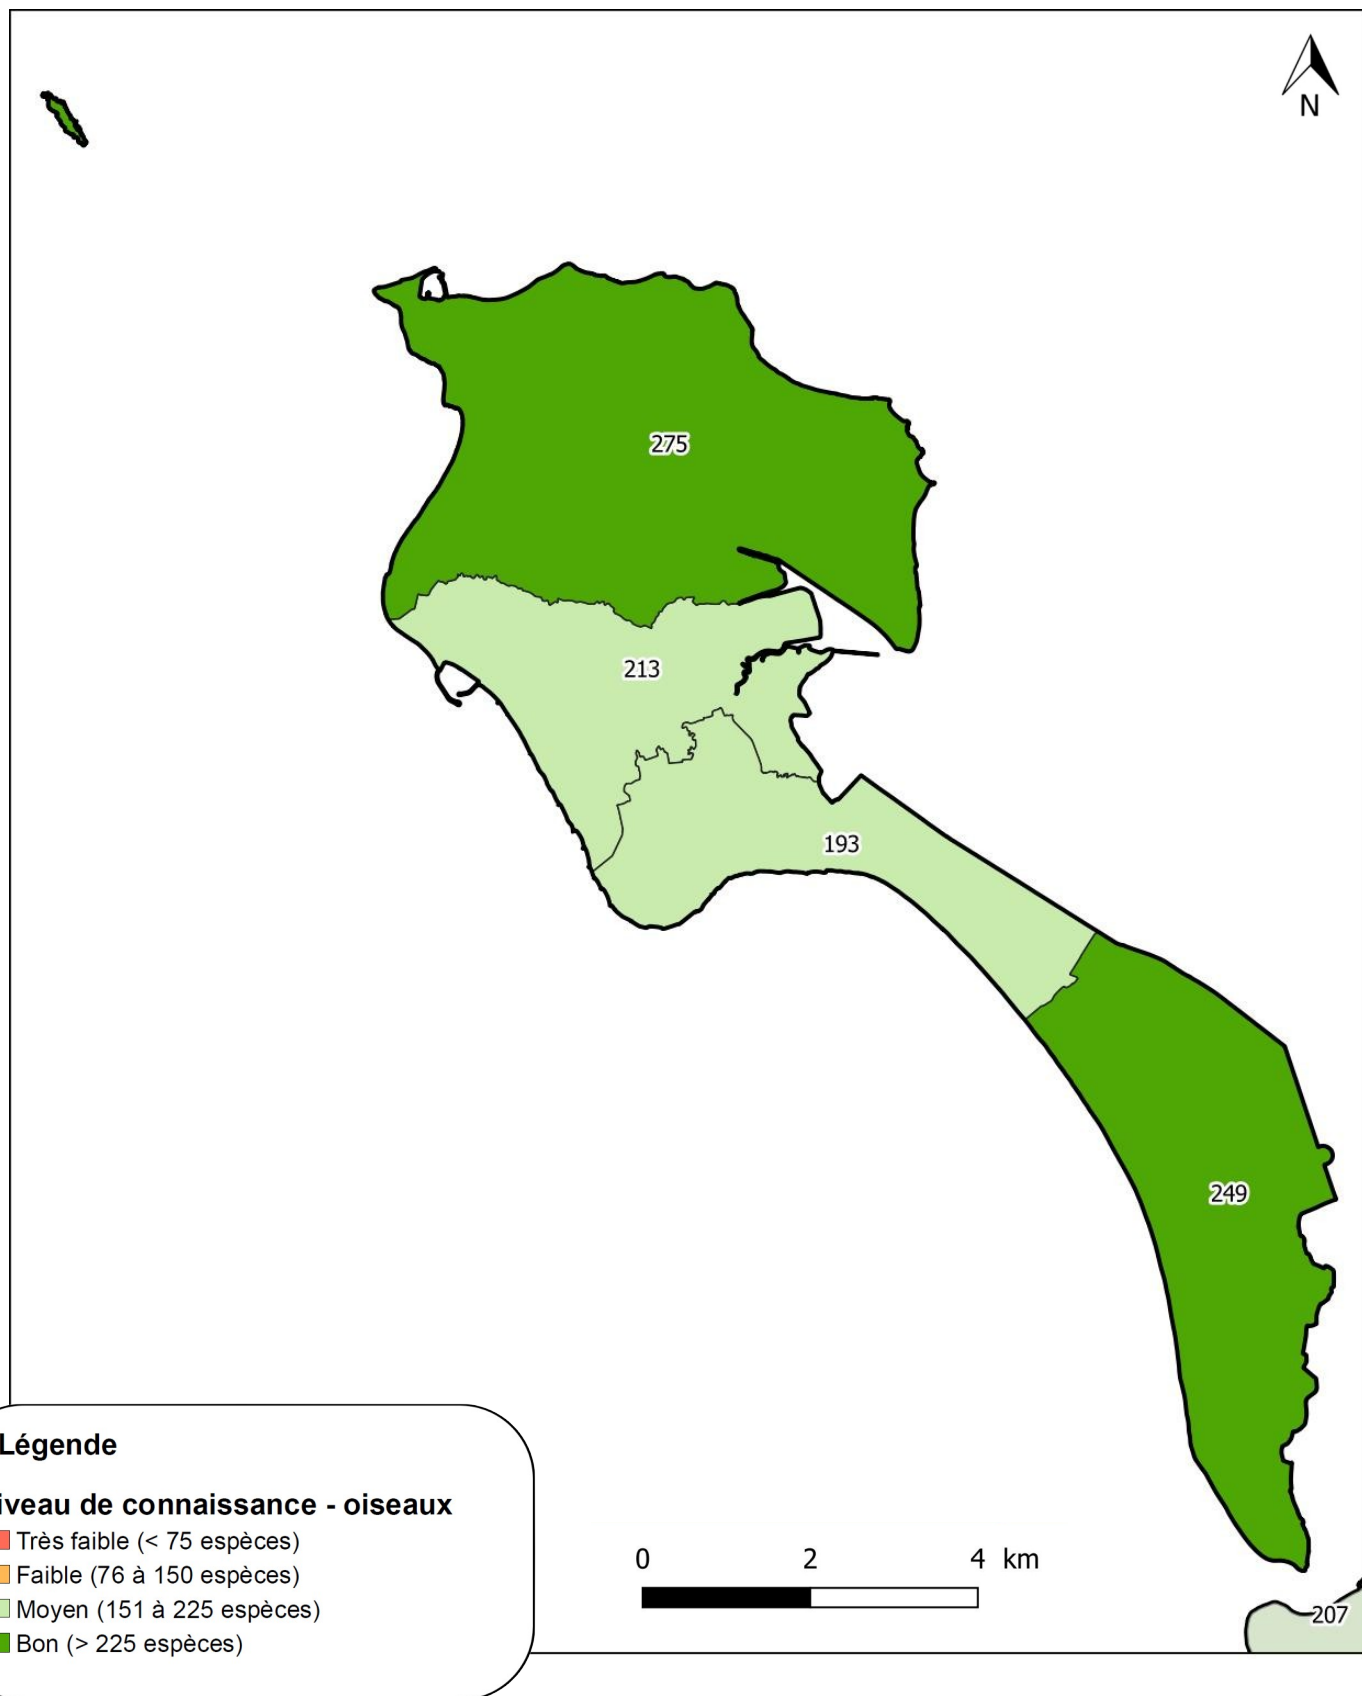 N
275
213
193
249
Légende
iveau de connaissance - oiseaux
Très faible (< 75 espèces)
Faible (76 à 150 espèces)
Moyen (151 à 225 espèces)
Bon (> 225 espèces)
0 2 4 km
207